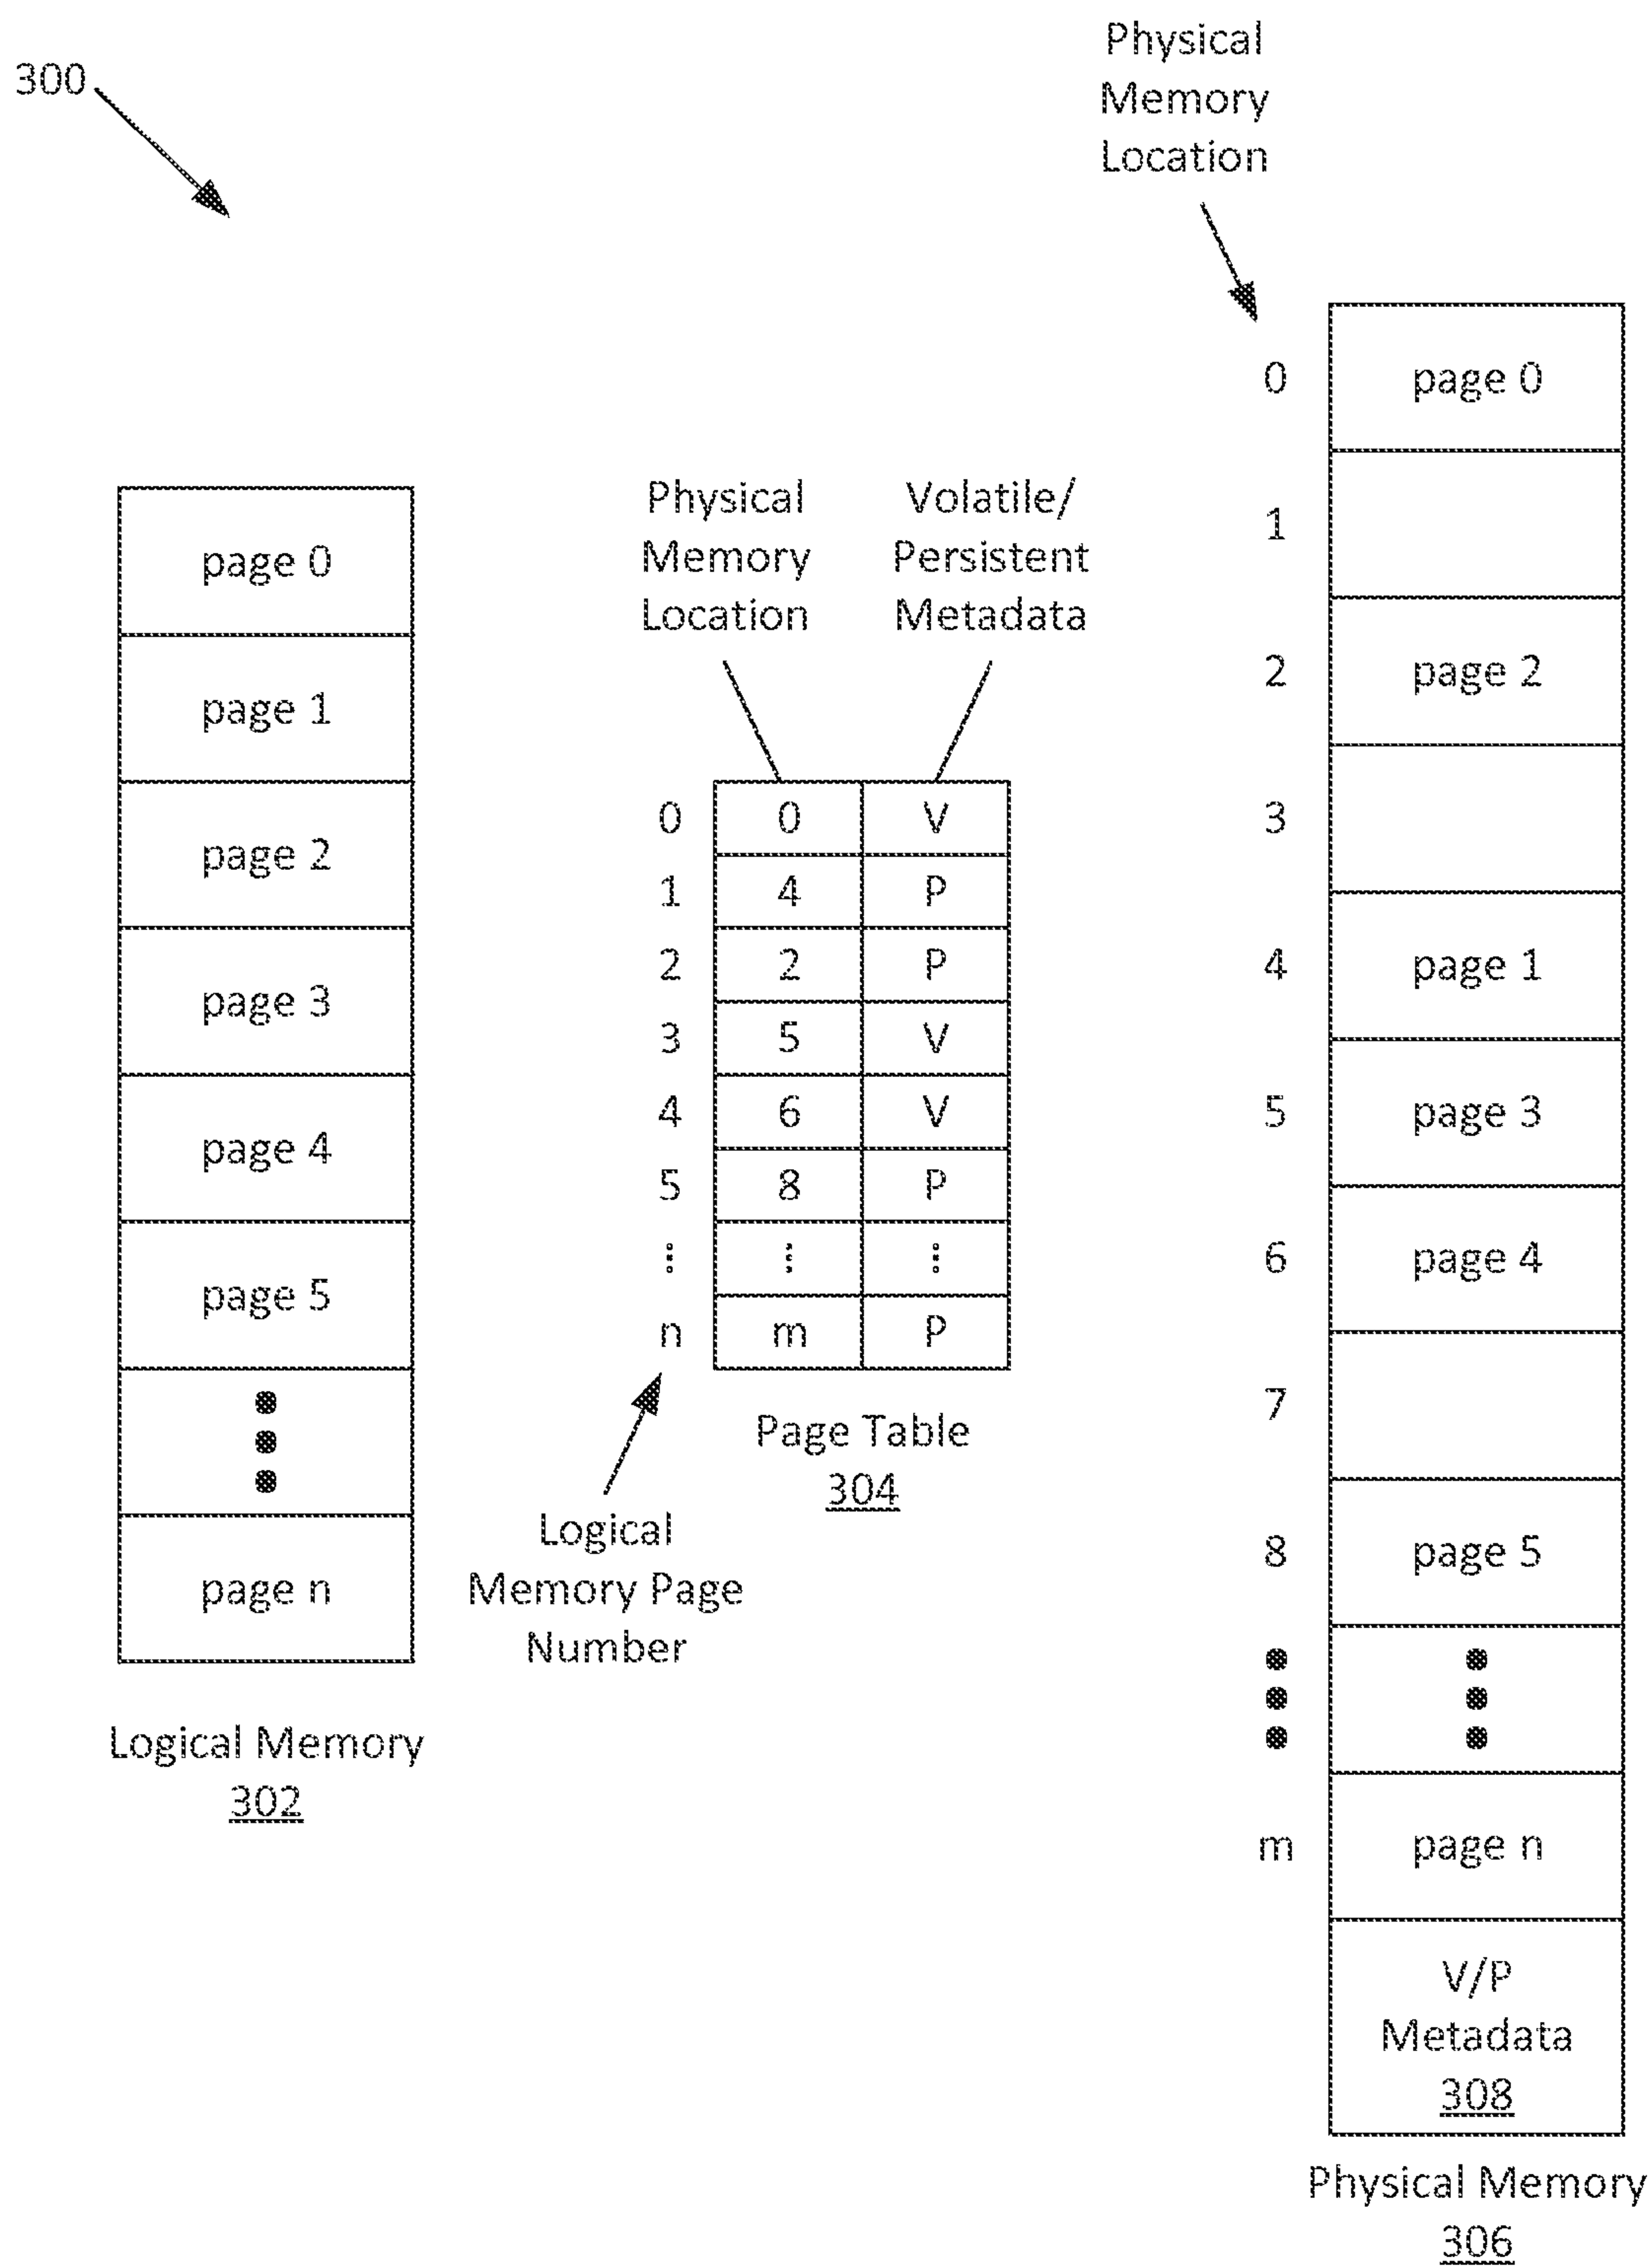 300
Physical
Memory
Location
page 0
page 1
page 2
page 3
page 4
page 5
page n
Logical Memory
302
Physical
Memory
Location
Volatile/
Persistent
Metadata
0 0 V
1 4 P
2 2 P
3 5 V
4 6 V
5 8 P
⋮ ⋮ ⋮
n m P
Page Table
304
Logical
Memory Page
Number
0 page 0
1
2 page 2
3
4 page 1
5 page 3
6 page 4
7
8 page 5
m page n
V/P
Metadata
308
Physical Memory
306